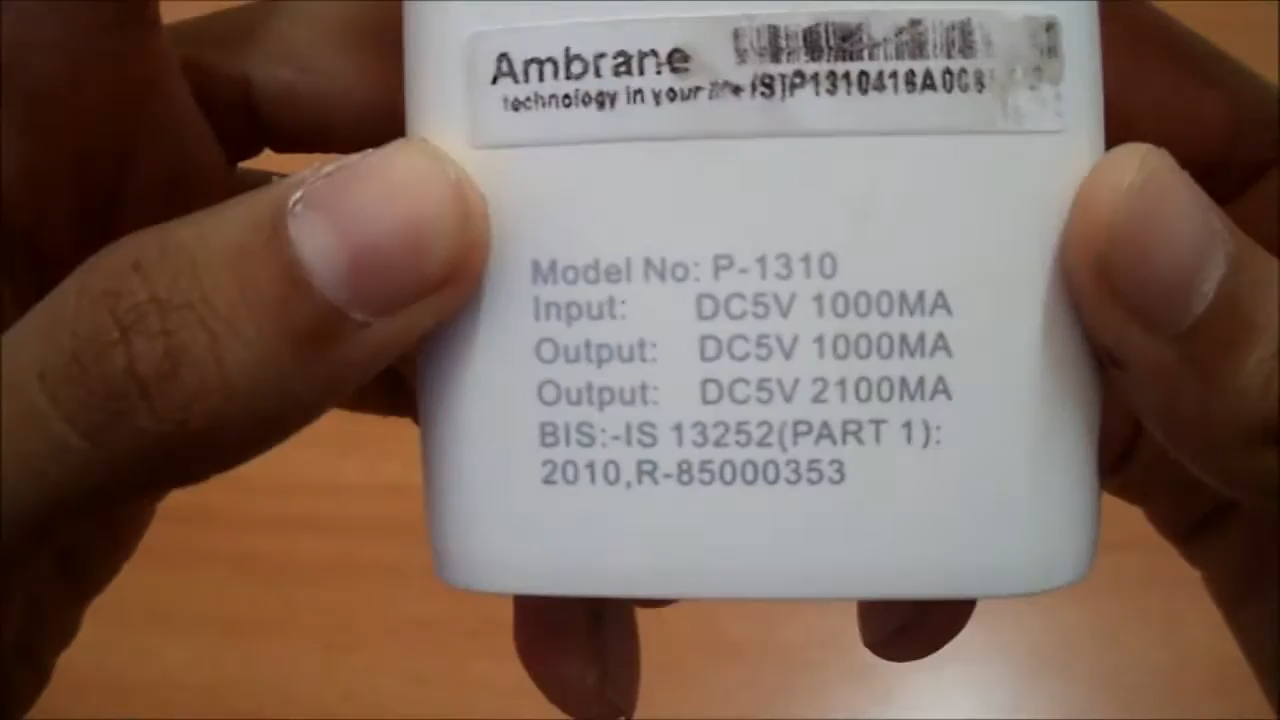 Ambrane
technology in your life
Model No: P-1310
Input: DC5V 1000MA
Output: DC5V 1000MA
Output: DC5V 2100MA
BIS:-IS 13252(PART 1):
2010,R-85000353